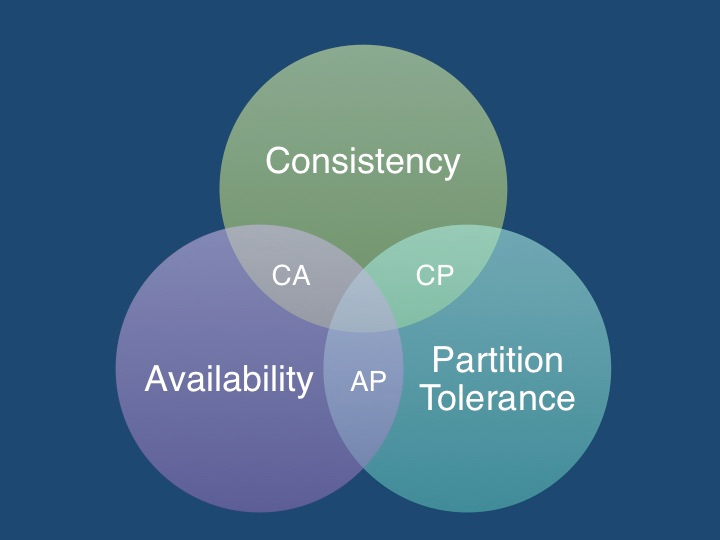 Consistency
CA
CP
Availability
AP
Partition
Tolerance